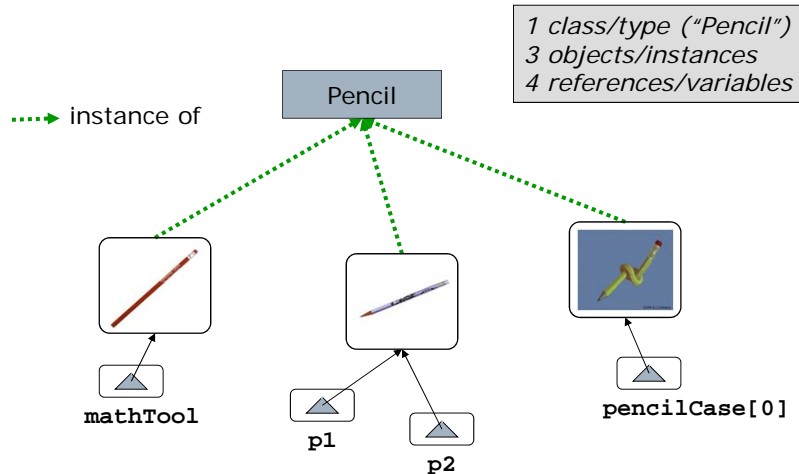 1 class/type (“Pencil”)
3 objects/instances
4 references/variables
Pencil
instance of
mathTool
p1
p2
pencilCase[0]